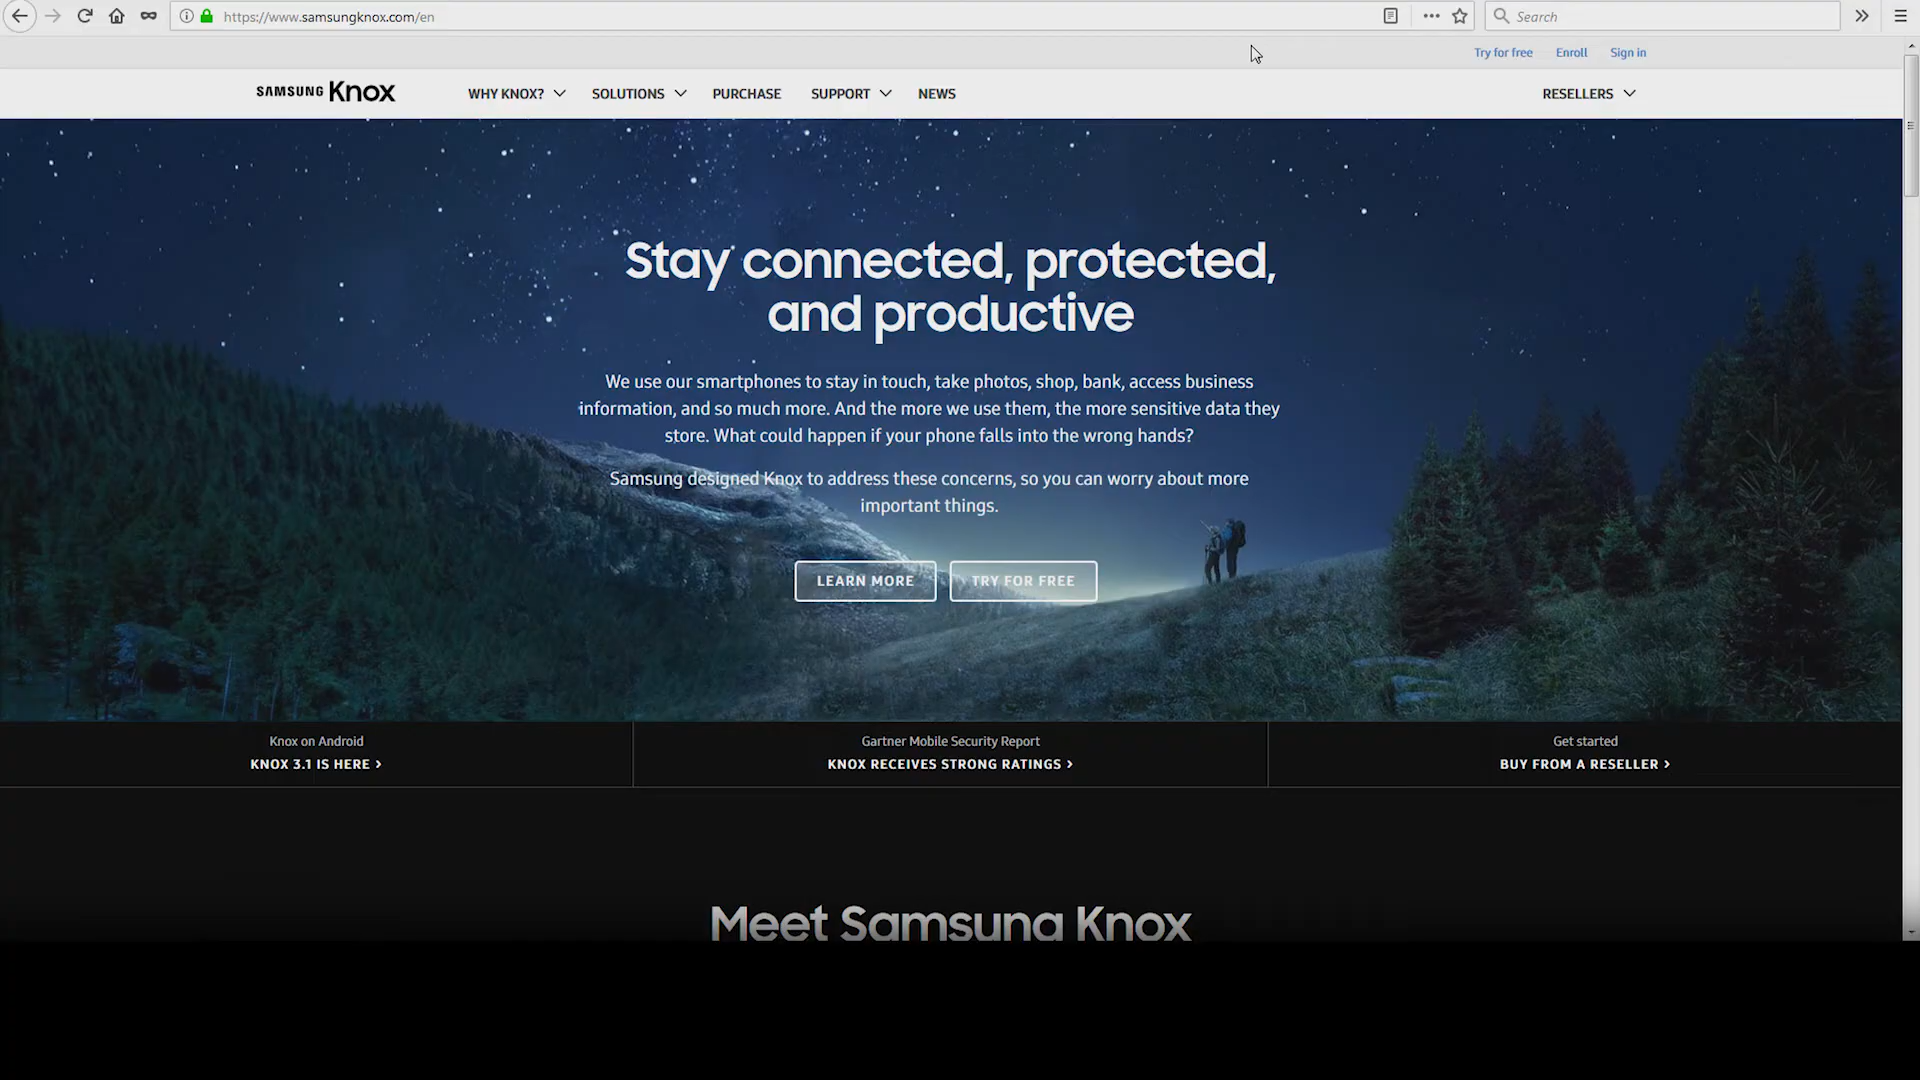 https://www.samsungknox.com/en
Search
Try for free
Enroll
Sign in
SAMSUNG Knox
WHY KNOX?
SOLUTIONS
PURCHASE
SUPPORT
NEWS
RESELLERS
Stay connected, protected,
and productive
We use our smartphones to stay in touch, take photos, shop, bank, access business
information, and so much more. And the more we use them, the more sensitive data they
store. What could happen if your phone falls into the wrong hands?
Samsung designed Knox to address these concerns, so you can worry about more
important things.
LEARN MORE
TRY FOR FREE
Knox on Android
KNOX 3.1 IS HERE >
Gartner Mobile Security Report
KNOX RECEIVES STRONG RATINGS >
Get started
BUY FROM A RESELLER >
Meet Samsung Knox